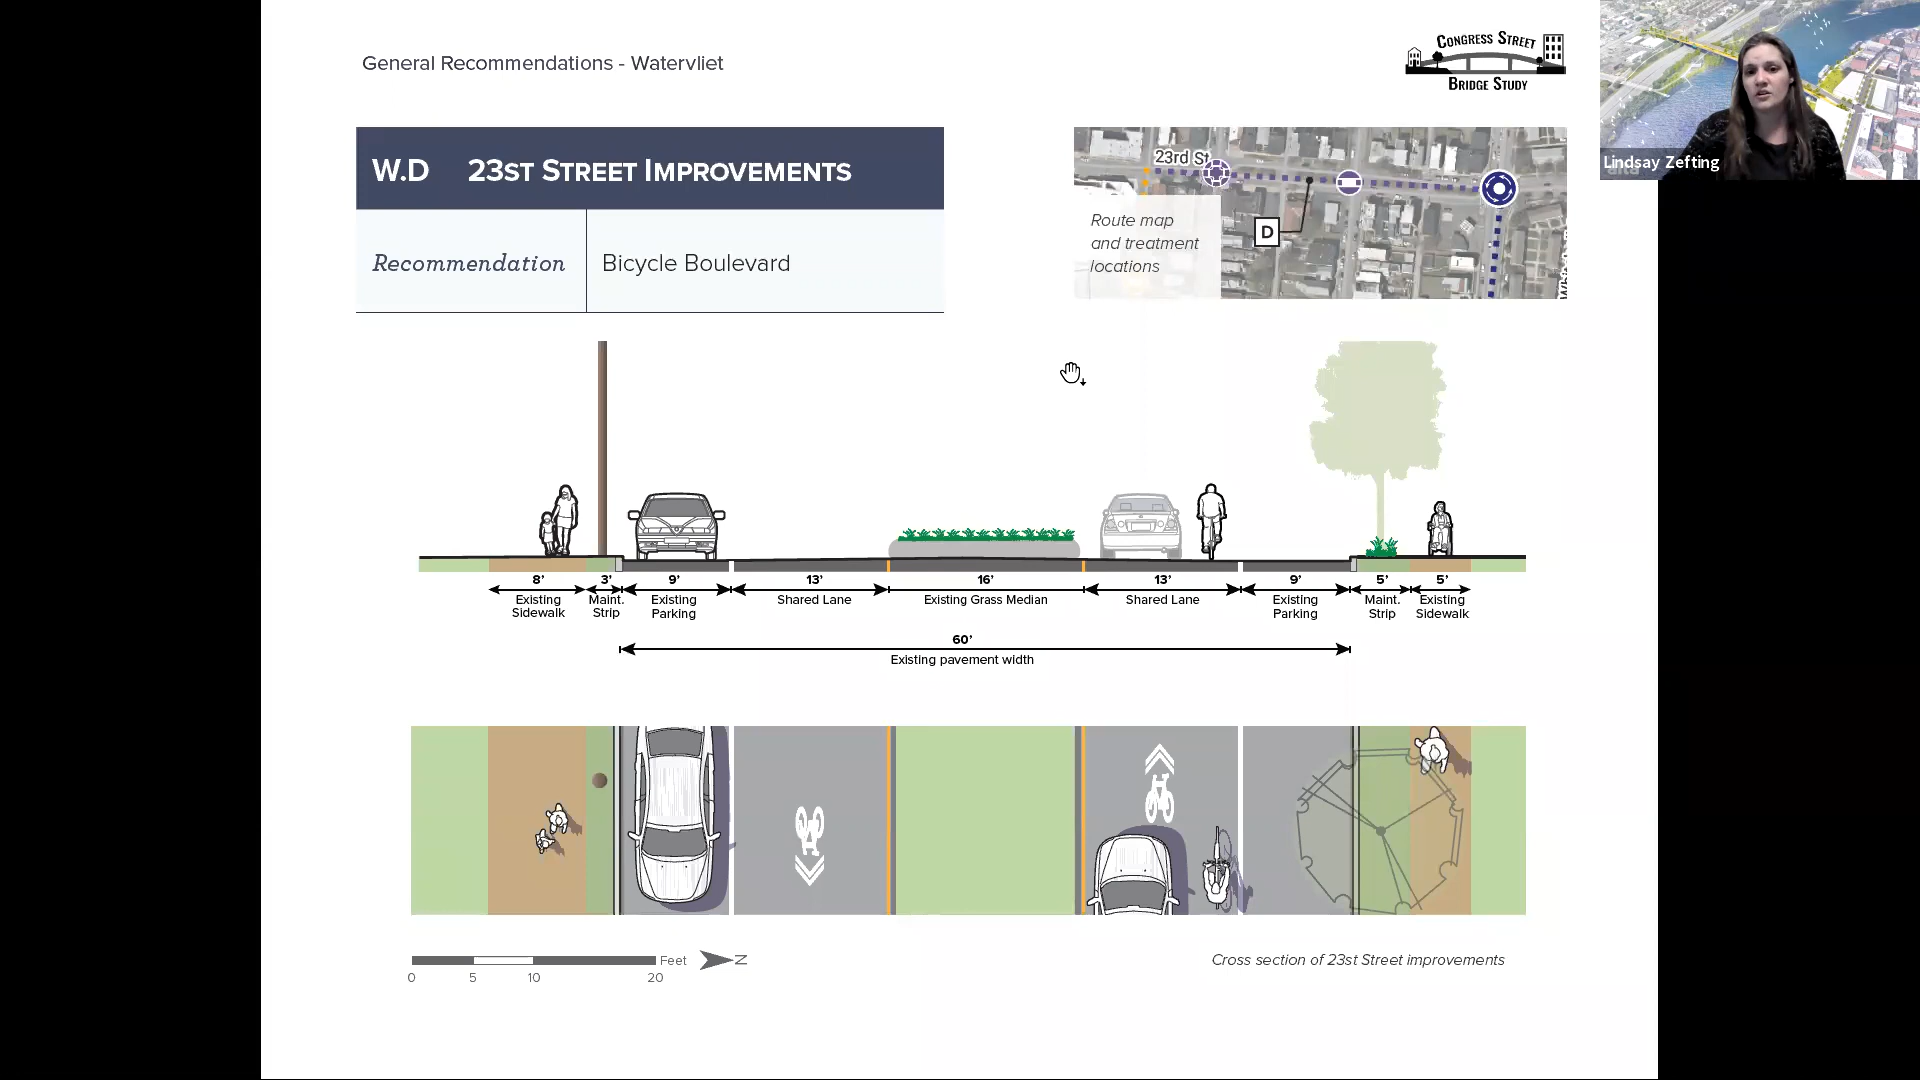 General Recommendations - Watervliet
CONGRESS STREET
BRIDGE STUDY
Lindsay Zefting
W.D 23ST STREET IMPROVEMENTS
Recommendation Bicycle Boulevard
23rd St
Route map
and treatment
locations
D
8’ 3’ 9’ 13’ 16’ 13’ 9’ 5’ 5’
Existing Maint. Existing Shared Lane Existing Grass Median Shared Lane Existing Maint. Existing
Sidewalk Strip Parking Parking Strip Sidewalk
60’
Existing pavement width
Feet N
0 5 10 20
Cross section of 23st Street improvements